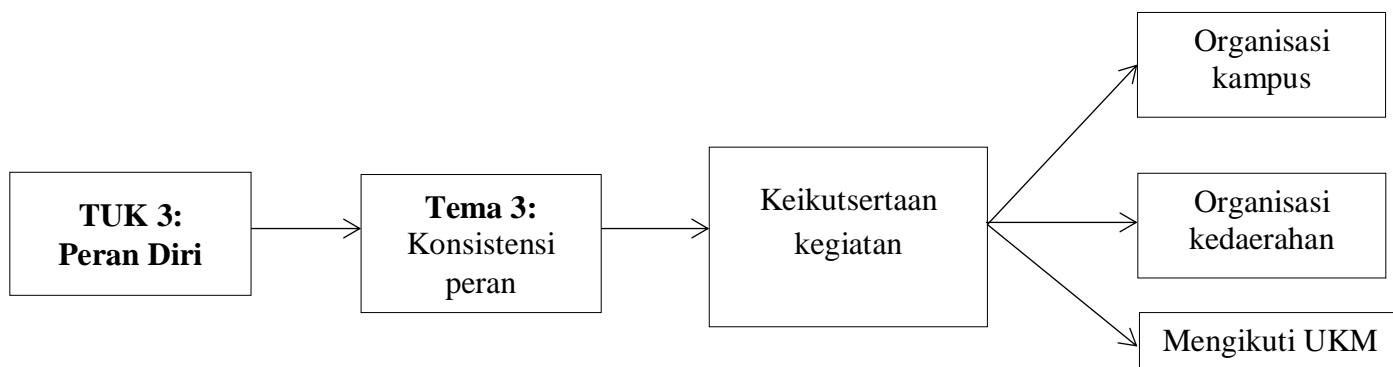 TUK 3:
Peran Diri
Tema 3:
Konsistensi
peran
Keikutsertaan
kegiatan
Organisasi
kampus
Organisasi
kedaerahan
Mengikuti UKM